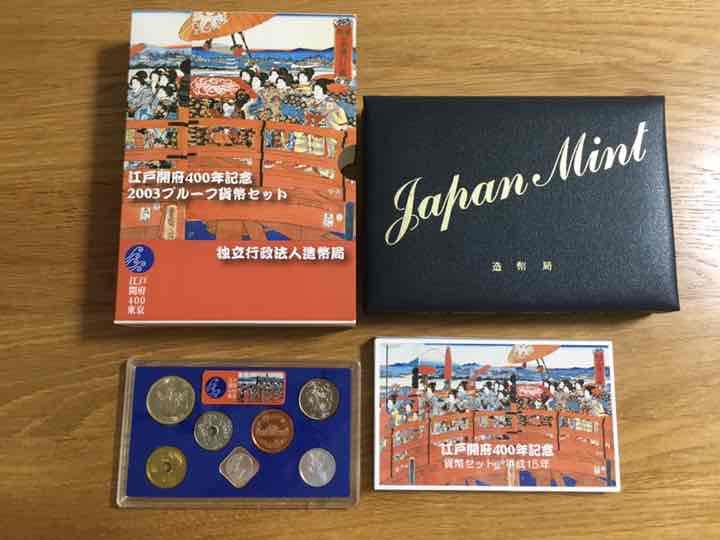 江戸開府400年記念
2003プルーフ貨幣セット
独立行政法人造幣局
江戸
開府
400
東京
Japan Mint
造幣局
江戸開府400年記念
貨幣セット 平成15年